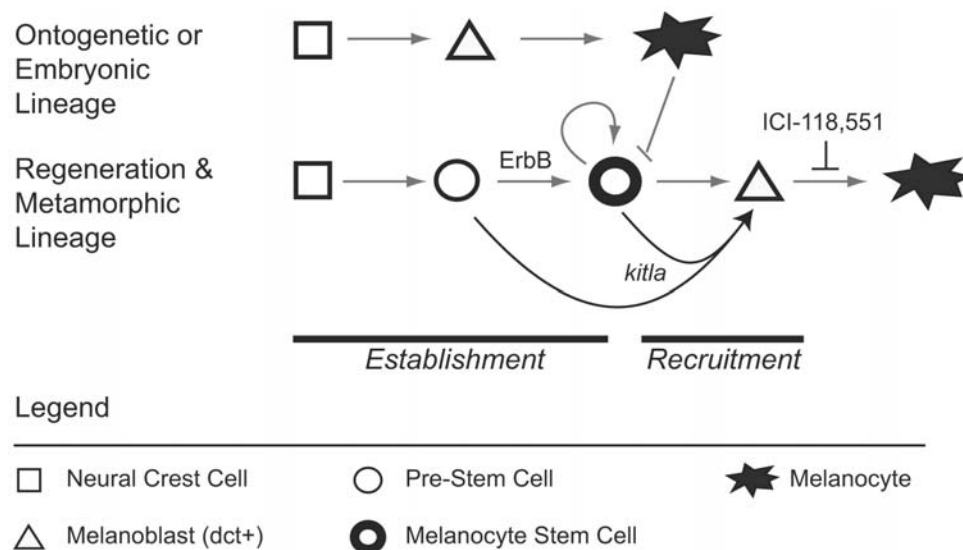 Ontogenetic or
Embryonic
Lineage
ICI-118,551
Regeneration &
Metamorphic
Lineage
ErbB
kitla
Establishment
Recruitment
Legend
Neural Crest Cell
Pre-Stem Cell
Melanocyte
Melanoblast (dct+)
Melanocyte Stem Cell